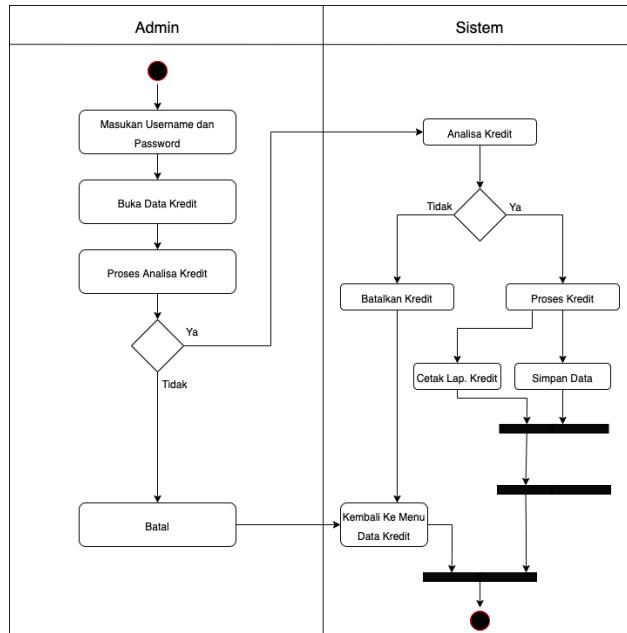 Admin
Sistem
Masukan Username dan
Password
Analisa Kredit
Buka Data Kredit
Tidak
Ya
Proses Analisa Kredit
Batalkan Kredit
Proses Kredit
Ya
Tidak
Cetak Lap. Kredit
Simpan Data
Batal
Kembali Ke Menu
Data Kredit